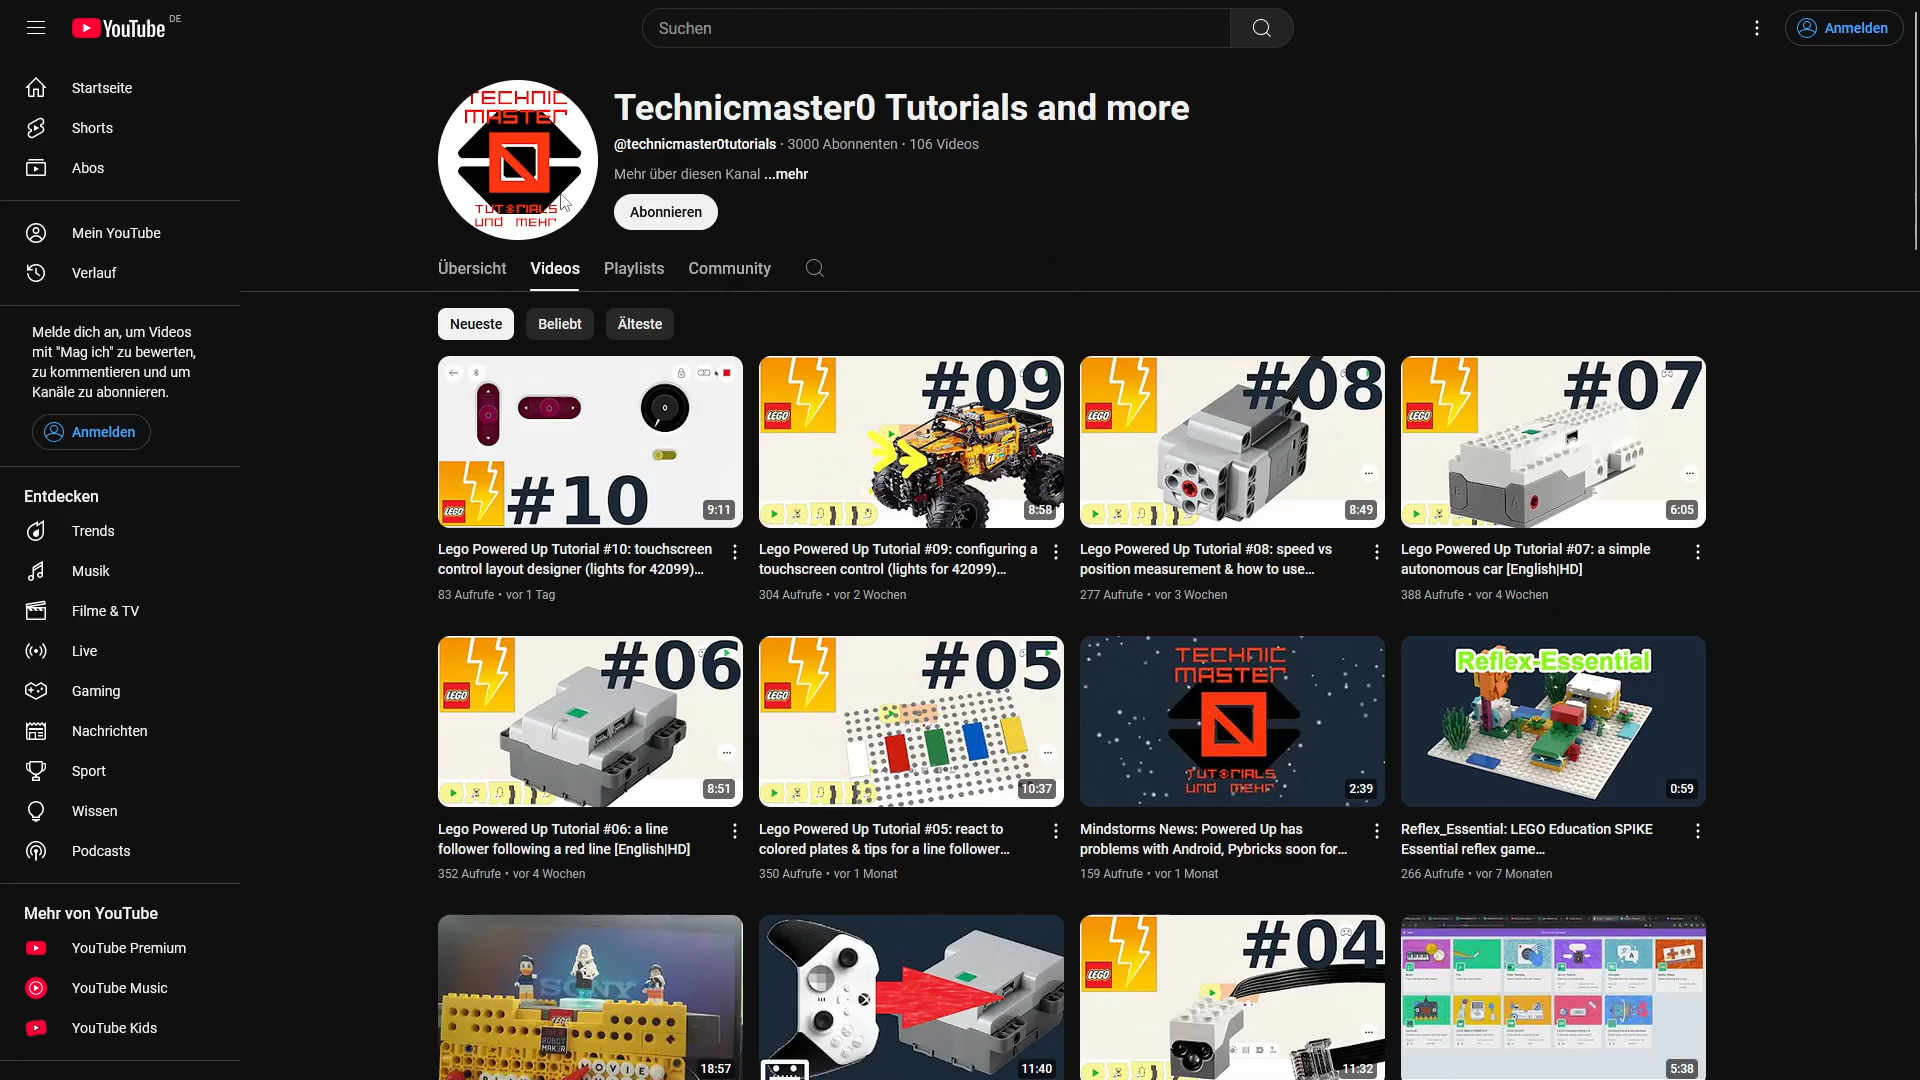 YouTube DE
Suchen
Anmelden
Startseite
Shorts
Abos
Mein YouTube
Verlauf
Melde dich an, um Videos
mit "Mag ich" zu bewerten,
zu kommentieren und um
Kanäle zu abonnieren.
Anmelden
Entdecken
Trends
Musik
Filme & TV
Live
Gaming
Nachrichten
Sport
Wissen
Podcasts
Mehr von YouTube
YouTube Premium
YouTube Music
YouTube Kids
TECHNIC
MASTER
TUTORIALS
UND MEHR
Technicmaster0 Tutorials and more
@technicmaster0tutorials · 3000 Abonnenten · 106 Videos
Mehr über diesen Kanal ...mehr
Abonnieren
Übersicht
Videos
Playlists
Community
Neueste
Beliebt
Älteste
LEGO
#10
9:11
LEGO
#09
8:58
LEGO
#08
8:49
LEGO
#07
6:05
Lego Powered Up Tutorial #10: touchscreen
control layout designer (lights for 42099)...
83 Aufrufe • vor 1 Tag
Lego Powered Up Tutorial #09: configuring a
touchscreen control (lights for 42099)...
304 Aufrufe • vor 2 Wochen
Lego Powered Up Tutorial #08: speed vs
position measurement & how to use...
277 Aufrufe • vor 3 Wochen
Lego Powered Up Tutorial #07: a simple
autonomous car [English|HD]
388 Aufrufe • vor 4 Wochen
LEGO
#06
8:51
LEGO
#05
10:37
TECHNIC
MASTER
TUTORIALS
UND MEHR
2:39
Reflex-Essential
0:59
Lego Powered Up Tutorial #06: a line
follower following a red line [English|HD]
352 Aufrufe • vor 4 Wochen
Lego Powered Up Tutorial #05: react to
colored plates & tips for a line follower...
350 Aufrufe • vor 1 Monat
Mindstorms News: Powered Up has
problems with Android, Pybricks soon for...
159 Aufrufe • vor 1 Monat
Reflex_Essential: LEGO Education SPIKE
Essential reflex game...
266 Aufrufe • vor 7 Monaten
SONY
LEGO
ROBOT
MAKER
MOVIE
18:57
11:40
LEGO
#04
11:32
5:38